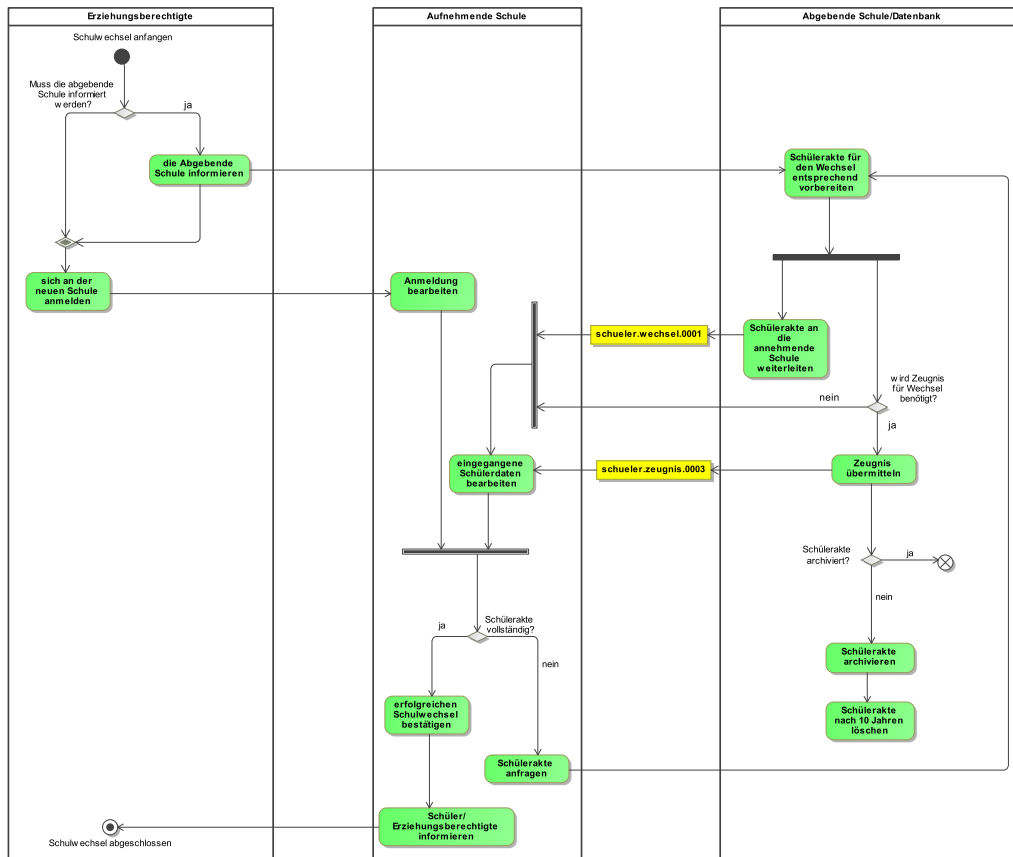 Erziehungsberechtigte
Aufnehmende Schule
Abgebende Schule/Datenbank
Schulwechsel anfangen
Muss die abgebende
Schule informiert
werden?
ja
die Abgebende
Schule informieren
Schülerakte für
den Wechsel
entsprechend
vorbereiten
sich an der
neuen Schule
anmelden
Anmeldung
bearbeiten
schueler.wechsel.0001
Schülerakte an
die
annehmende
Schule
weiterleiten
wird Zeugnis
für Wechsel
benötigt?
nein
ja
eingegangene
Schülerdaten
bearbeiten
schueler.zeugnis.0003
Zeugnis
übermitteln
Schülerakte
archiviert?
ja
nein
Schülerakte
vollständig?
ja
nein
Schülerakte
archivieren
erfolgreichen
Schulwechsel
bestätigen
Schülerakte
nach 10 Jahren
löschen
Schülerakte
anfragen
Schüler/
Erziehungsberechtigte
informieren
Schulwechsel abgeschlossen